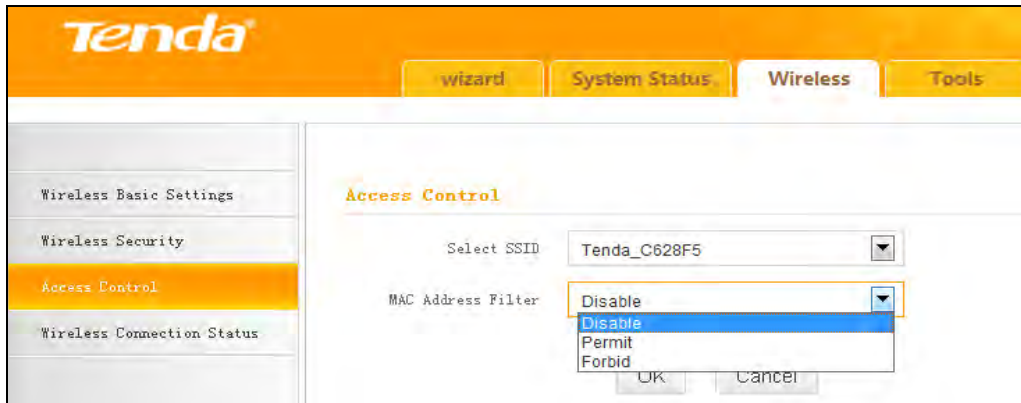 Tenda
wizard
System Status
Wireless
Tools
Wireless Basic Settings
Wireless Security
Access Control
Wireless Connection Status
Access Control
Select SSID
Tenda_C628F5
MAC Address Filter
Disable
Disable
Permit
Forbid
OK
Cancel